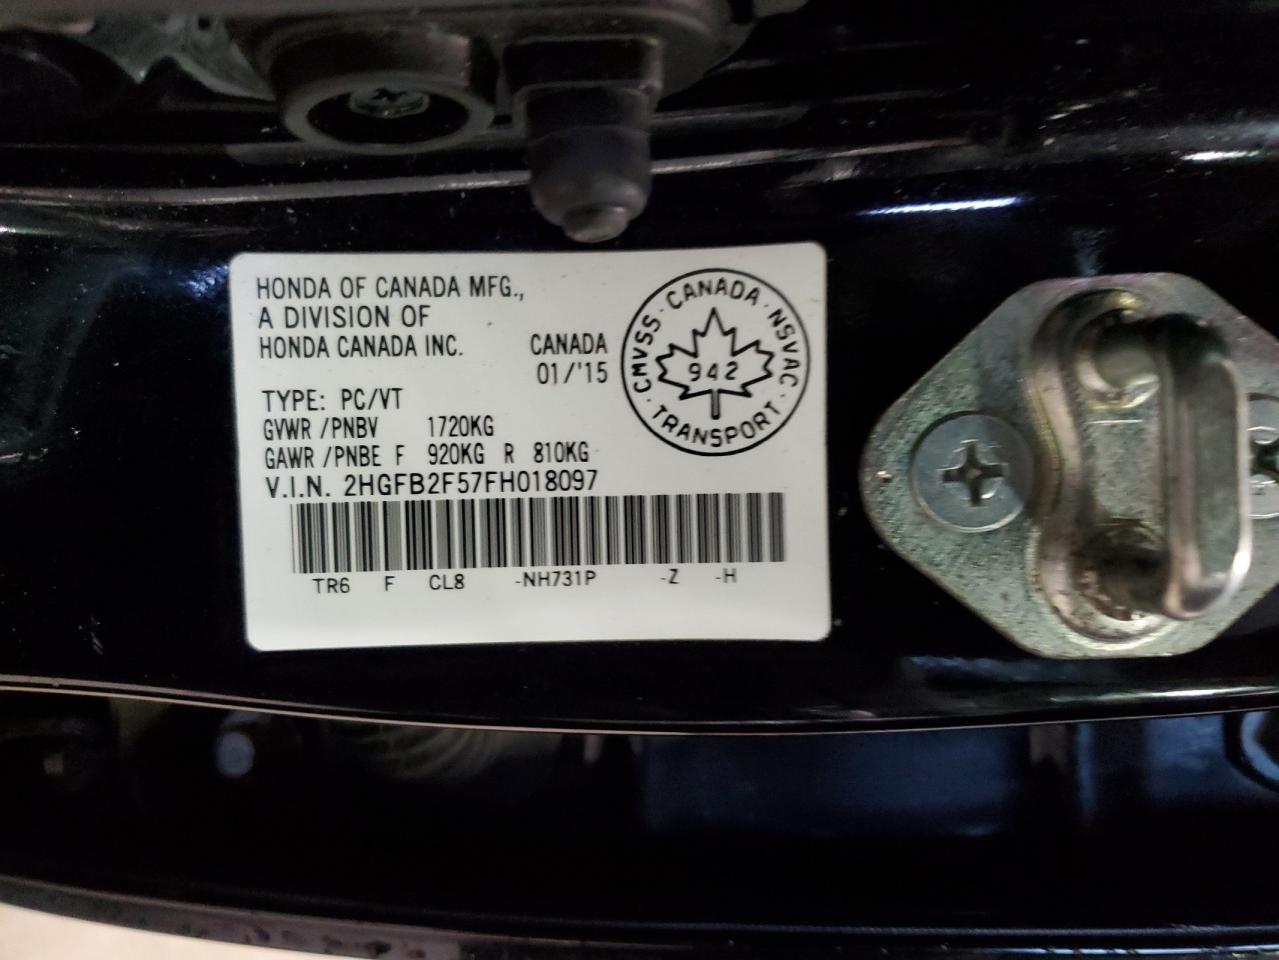 HONDA OF CANADA MFG.,
A DIVISION OF
HONDA CANADA INC.
CANADA
01/'15
CMVSS · CANADA · NSVAC · TRANSPORT ·
942
TYPE: PC/VT
GVWR /PNBV 1720KG
GAWR /PNBE F 920KG R 810KG
V.I.N. 2HGFB2F57FH018097
TR6 F CL8 -NH731P -Z -H